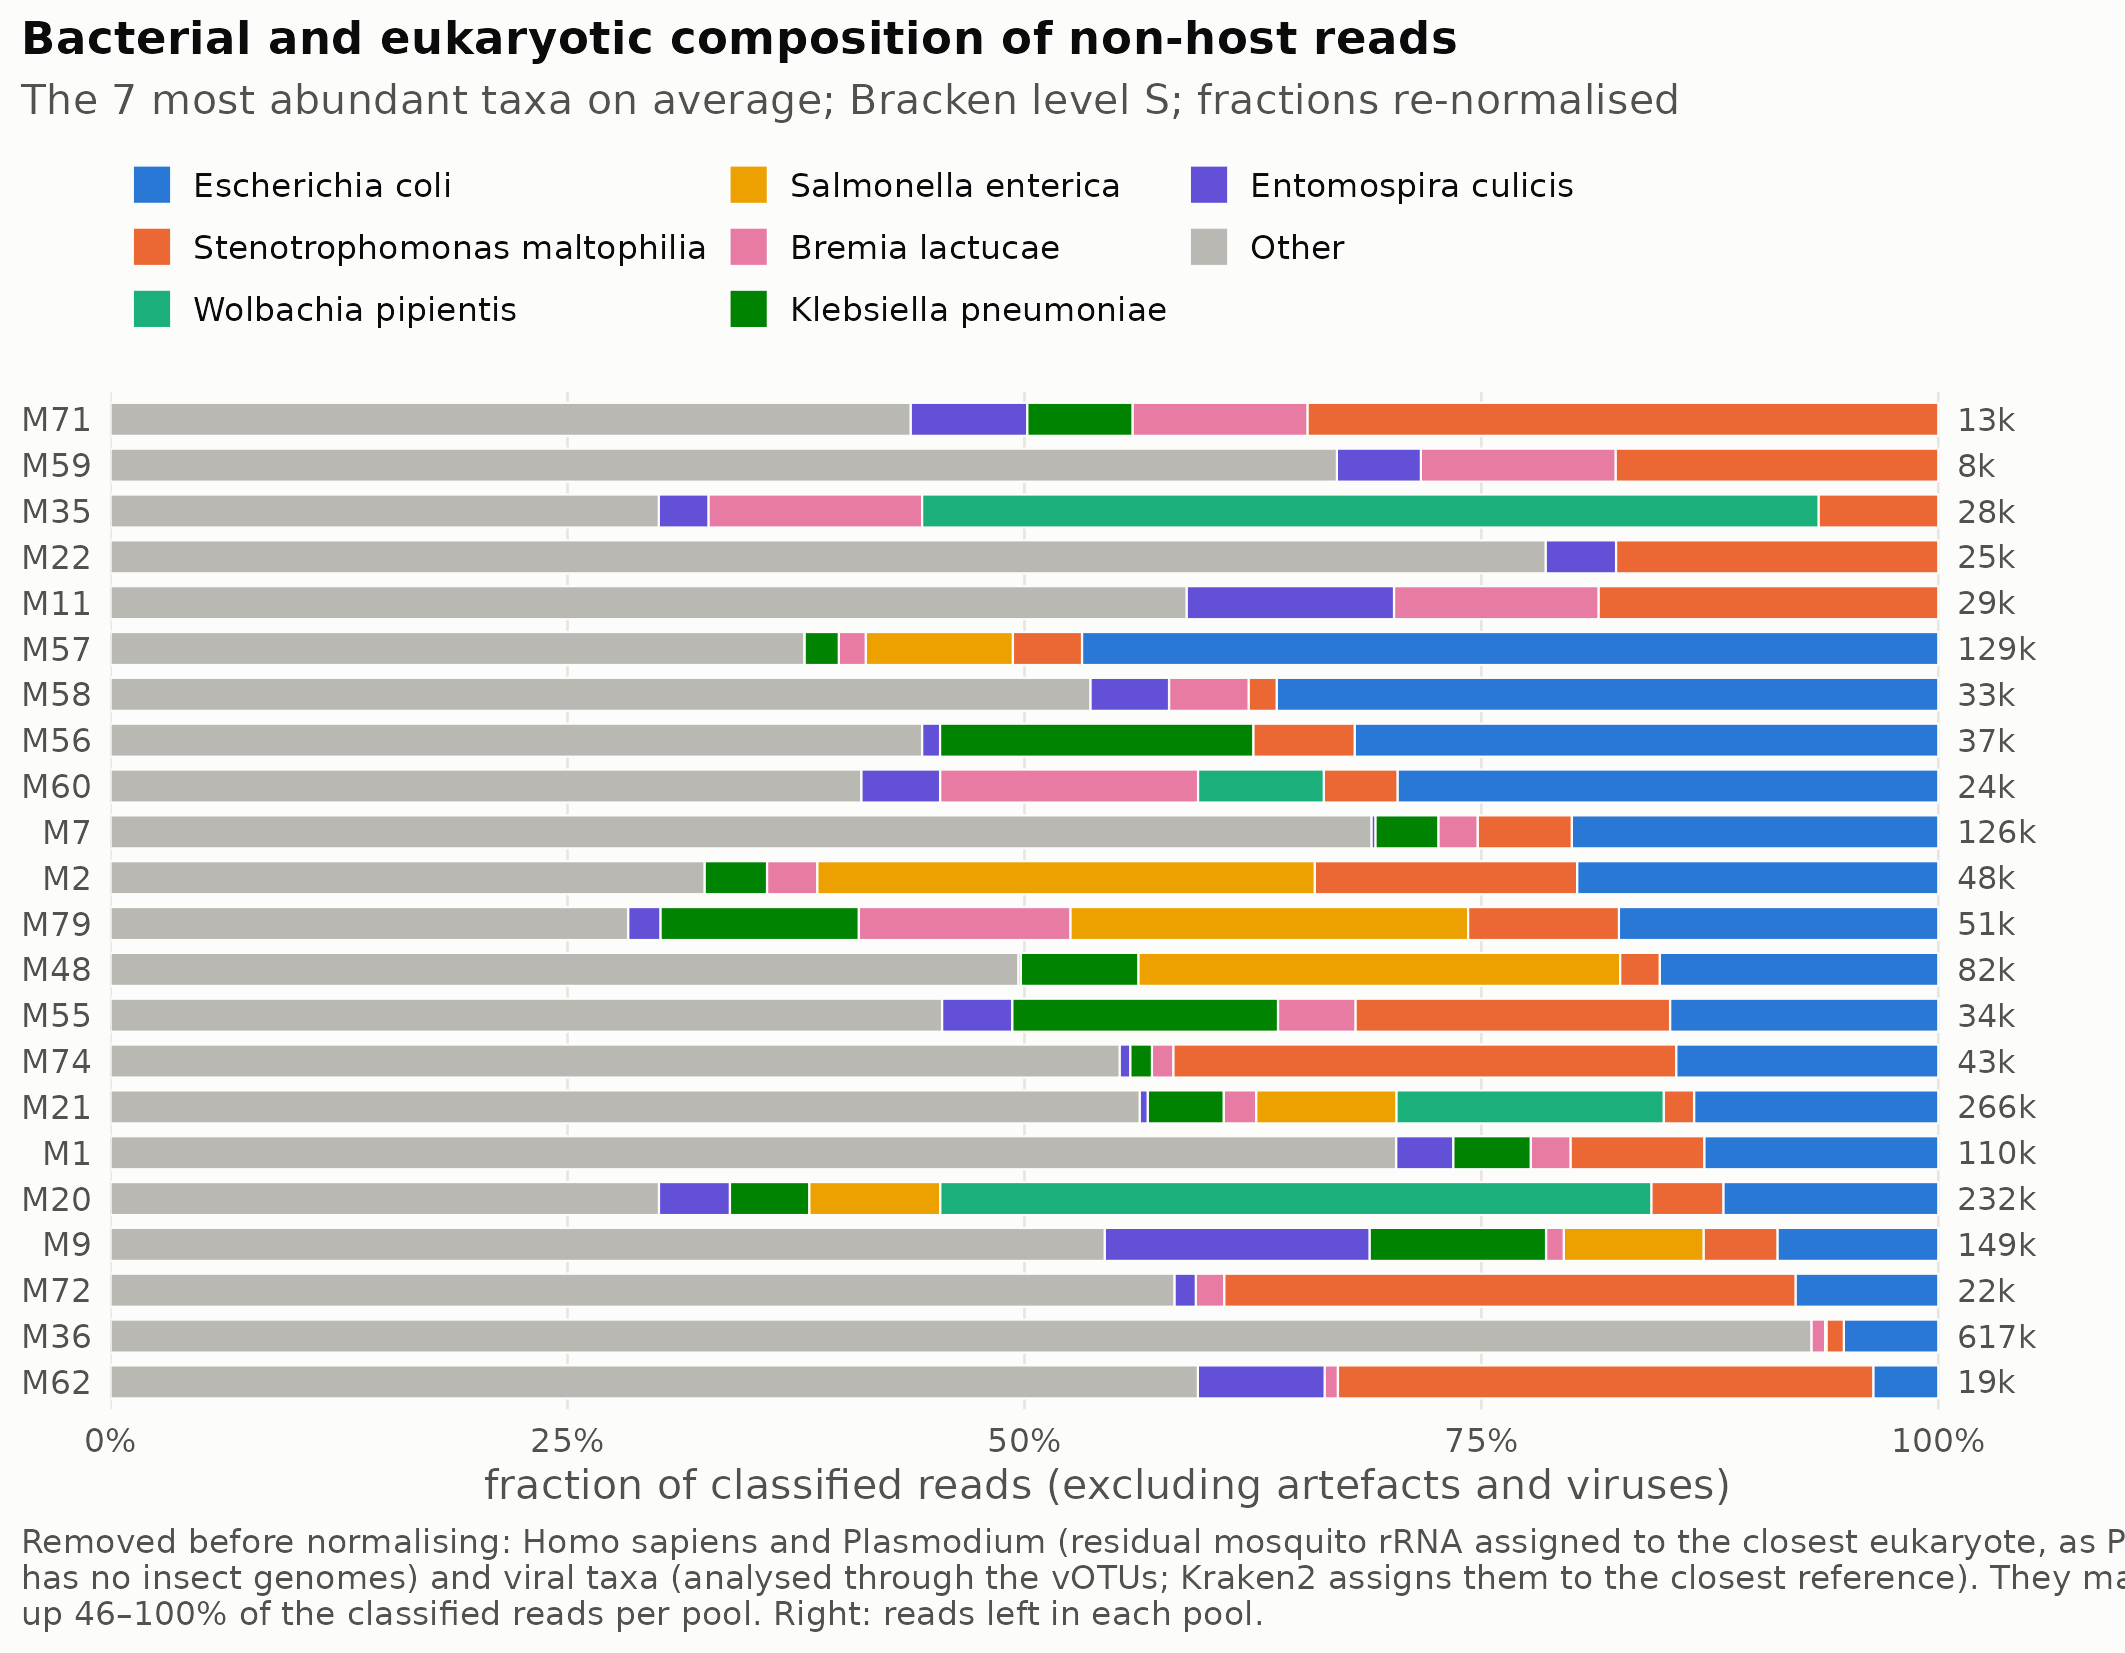 Bacterial and eukaryotic composition of non-host reads
The 7 most abundant taxa on average; Bracken level S; fractions re-normalised
Escherichia coli
Stenotrophomonas maltophilia
Wolbachia pipientis
Salmonella enterica
Bremia lactucae
Klebsiella pneumoniae
Entomospira culicis
Other
M71 13k
M59 8k
M35 28k
M22 25k
M11 29k
M57 129k
M58 33k
M56 37k
M60 24k
M7 126k
M2 48k
M79 51k
M48 82k
M55 34k
M74 43k
M21 266k
M1 110k
M20 232k
M9 149k
M72 22k
M36 617k
M62 19k
0% 25% 50% 75% 100%
fraction of classified reads (excluding artefacts and viruses)
Removed before normalising: Homo sapiens and Plasmodium (residual mosquito rRNA assigned to the closest eukaryote, as
has no insect genomes) and viral taxa (analysed through the vOTUs; Kraken2 assigns them to the closest reference). They
up 46–100% of the classified reads per pool. Right: reads left in each pool.